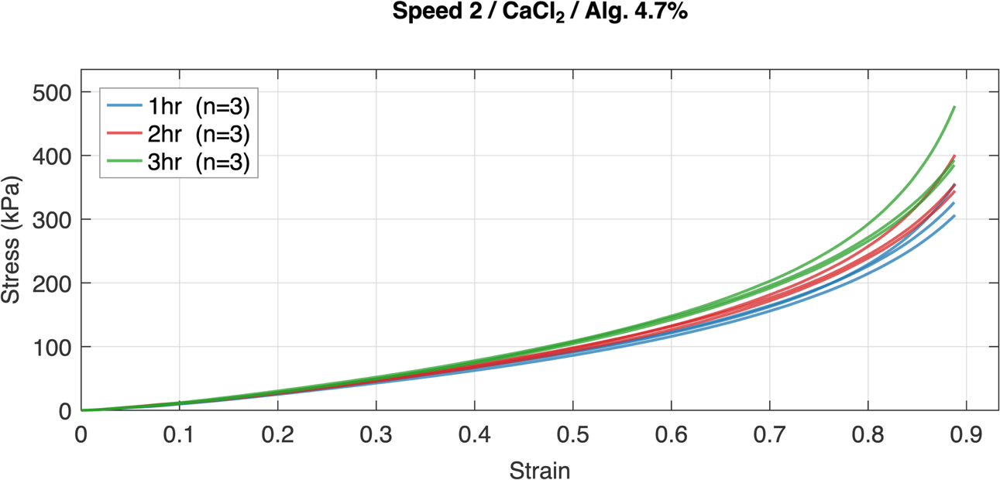 Speed 2 / CaCl₂ / Alg. 4.7%
500
400
300
200
100
0
Stress (kPa)
1hr (n=3)
2hr (n=3)
3hr (n=3)
0 0.1 0.2 0.3 0.4 0.5 0.6 0.7 0.8 0.9
Strain